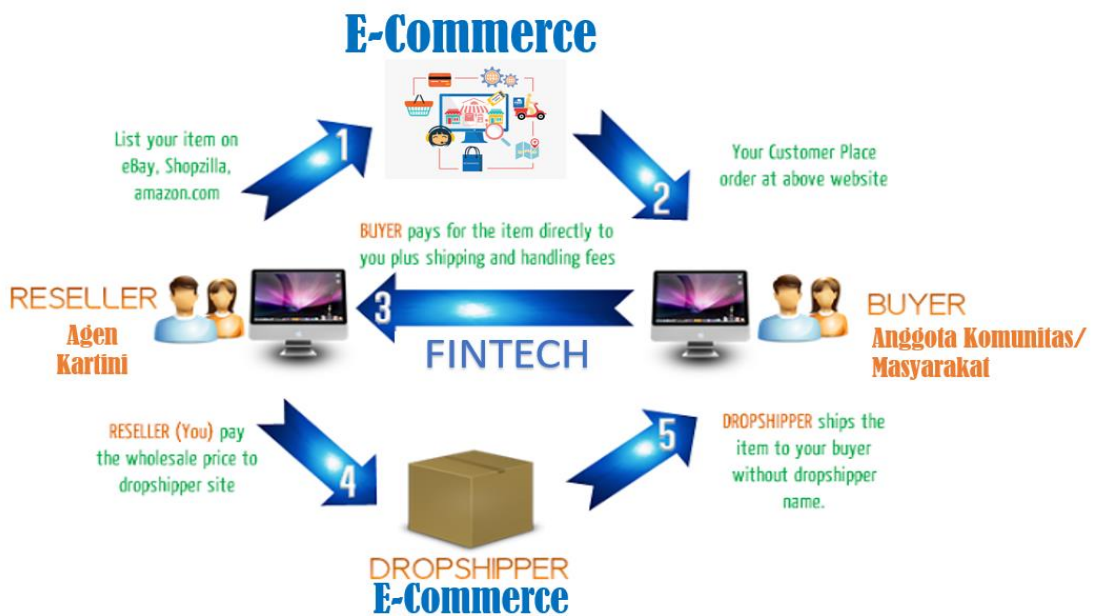 E-Commerce
List your item on
eBay, Shopzilla,
amazon.com
1
2
Your Customer Place
order at above website
BUYER pays for the item directly to
you plus shipping and handling fees
RESELLER
Agen
Kartini
3
FINTECH
BUYER
Anggota Komunitas/
Masyarakat
RESELLER (You) pay
the wholesale price to
dropshipper site
4
5
DROPSHIPPER ships the
item to your buyer
without dropshipper
name.
DROPSHIPPER
E-Commerce